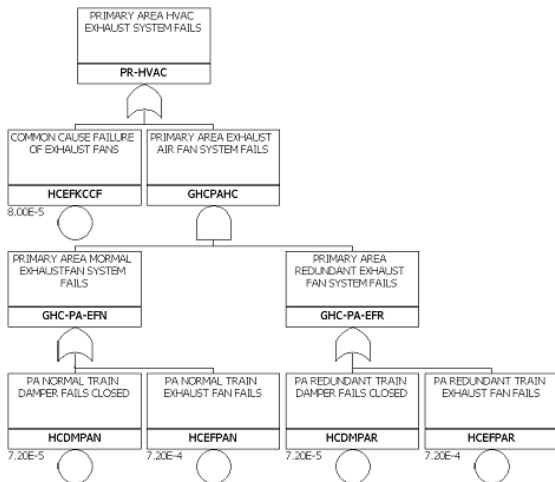 PRIMARY AREA HVAC
EXHAUST SYSTEM FAILS
PR-HVAC
COMMON CAUSE FAILURE
OF EXHAUST FANS
HCEFKCCF
8.00E-5
PRIMARY AREA EXHAUST
AIR FAN SYSTEM FAILS
GHCPAHC
PRIMARY AREA NORMAL
EXHAUSTFAN SYSTEM
FAILS
GHC-PA-EFN
PRIMARY AREA
REDUNDANT EXHAUST
FAN SYSTEM FAILS
GHC-PA-EFR
PA NORMAL TRAIN
DAMPER FAILS CLOSED
HCDMPAN
7.20E-5
PA NORMAL TRAIN
EXHAUST FAN FAILS
HCEFPAN
7.20E-4
PA REDUNDANT TRAIN
DAMPER FAILS CLOSED
HCDMPAR
7.20E-5
PA REDUNDANT TRAIN
EXHAUST FAN FAILS
HCEFPAR
7.20E-4